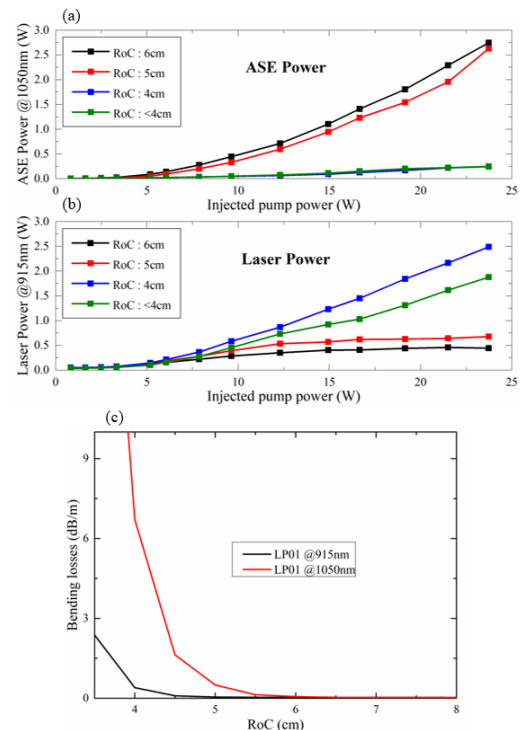 (a)
ASE Power @1050nm (W)
3.0
2.5
2.0
1.5
1.0
0.5
0.0
RoC : 6cm
RoC : 5cm
RoC : 4cm
RoC : <4cm
ASE Power
0 5 10 15 20 25
Injected pump power (W)
(b)
Laser Power @915nm (W)
3.0
2.5
2.0
1.5
1.0
0.5
0.0
RoC : 6cm
RoC : 5cm
RoC : 4cm
RoC : <4cm
Laser Power
0 5 10 15 20 25
Injected pump power (W)
(c)
Bending losses (dB/m)
9
6
3
0
LP01 @915nm
LP01 @1050nm
4 5 6 7 8
RoC (cm)